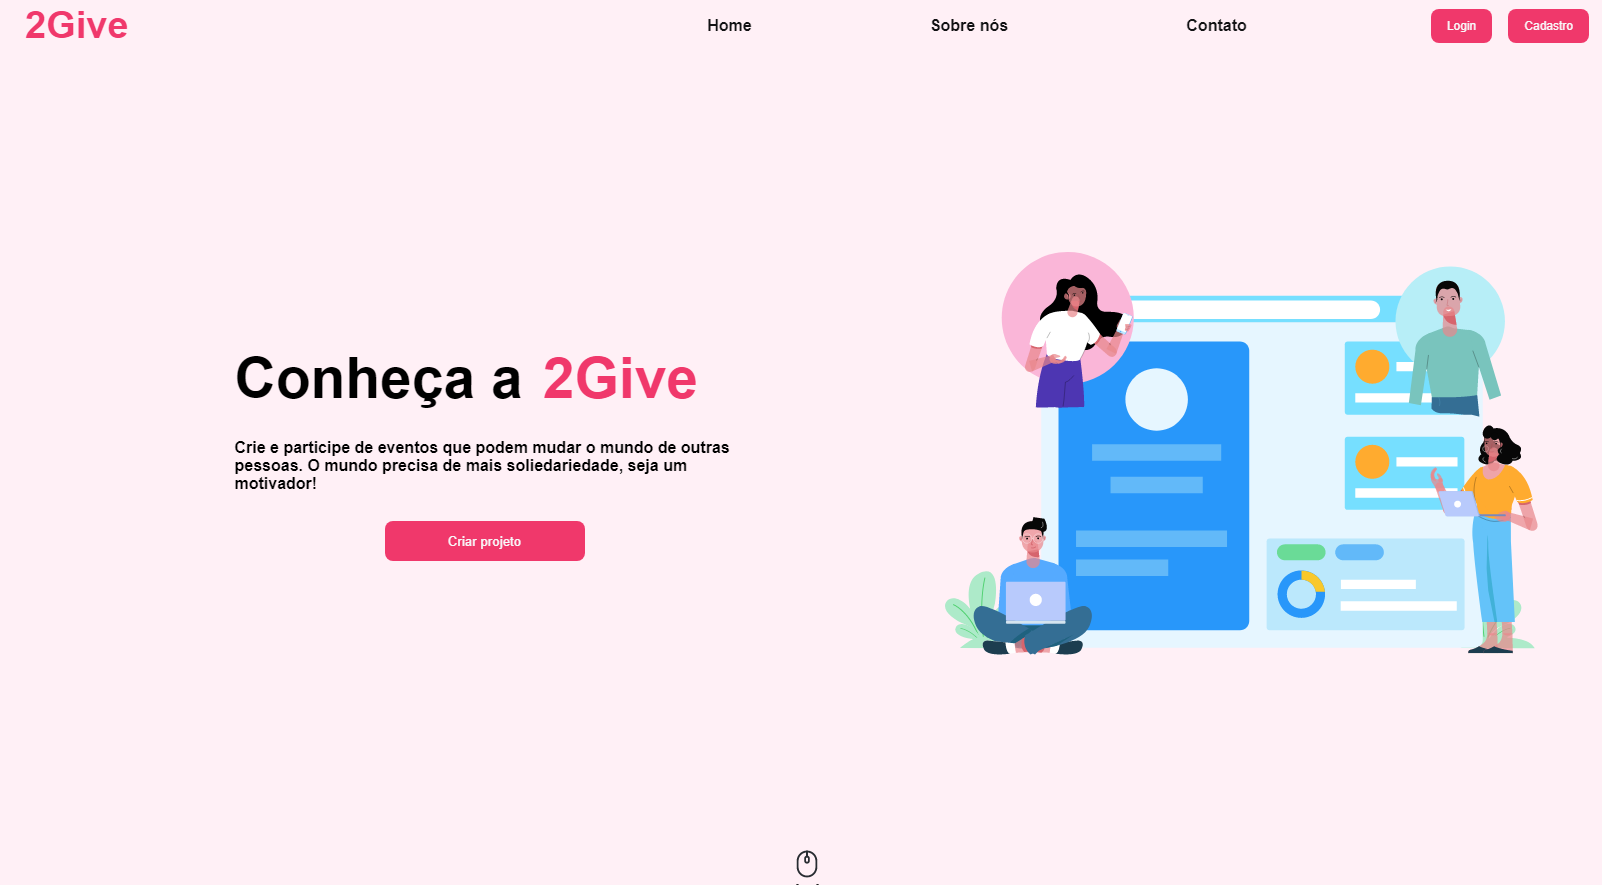 2Give
Home
Sobre nós
Contato
Login
Cadastro
Conheça a 2Give
Crie e participe de eventos que podem mudar o mundo de outras
pessoas. O mundo precisa de mais soliedariedade, seja um
motivador!
Criar projeto